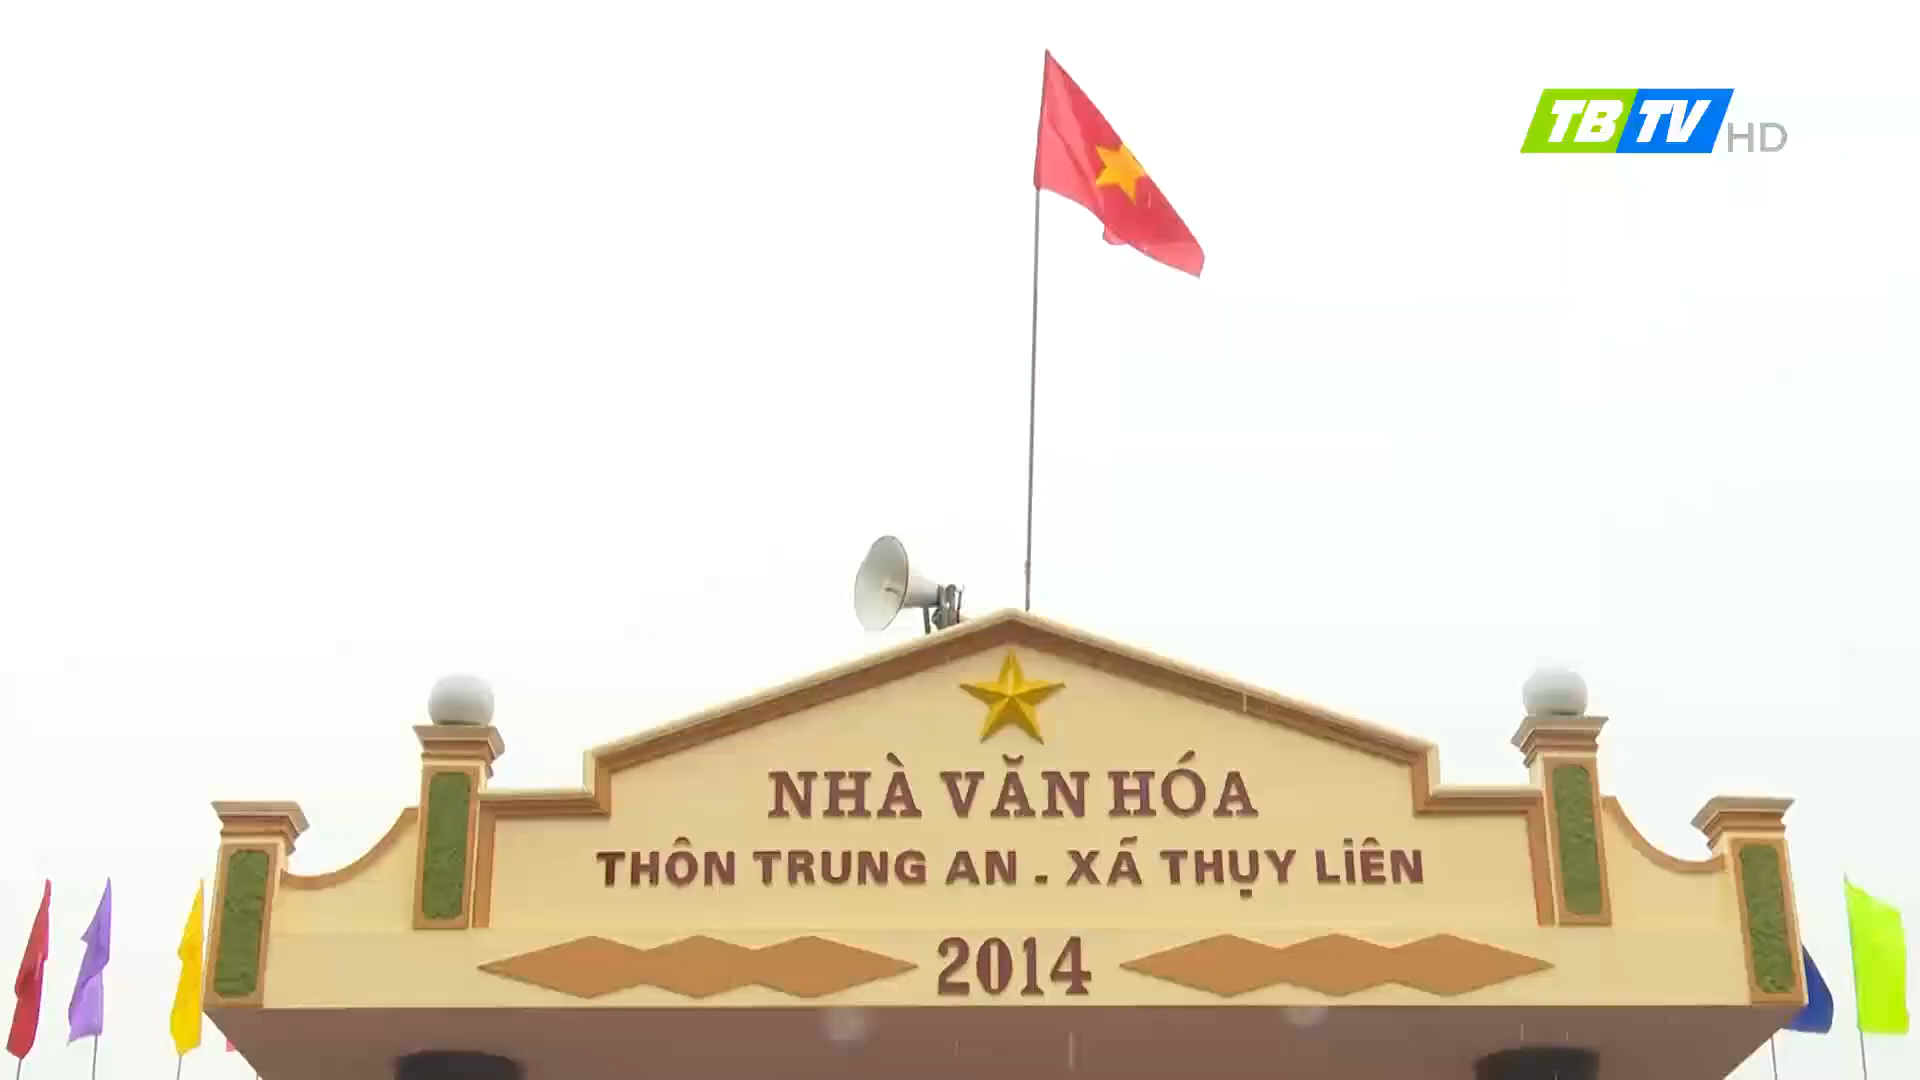 TBTV HD
NHÀ VĂN HÓA
THÔN TRUNG AN - XÃ THỤY LIÊN
2014